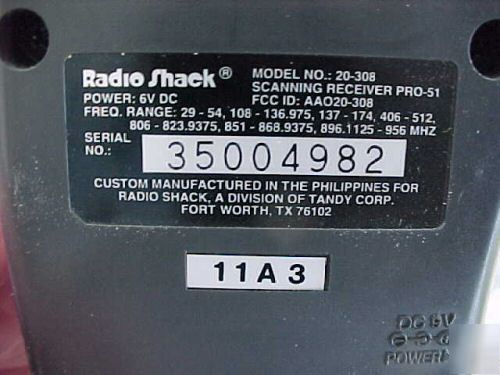 Radio Shack®
MODEL NO.: 20-308
SCANNING RECEIVER PRO-51
POWER: 6V DC
FCC ID: AAO20-308
FREQ. RANGE: 29 - 54, 108 - 136.975, 137 - 174, 406 - 512,
806 - 823.9375, 851 - 868.9375, 896.1125 - 956 MHZ
SERIAL
NO.:
35004982
CUSTOM MANUFACTURED IN THE PHILIPPINES FOR
RADIO SHACK, A DIVISION OF TANDY CORP.
FORT WORTH, TX 76102
11A3
DC 9V
POWER